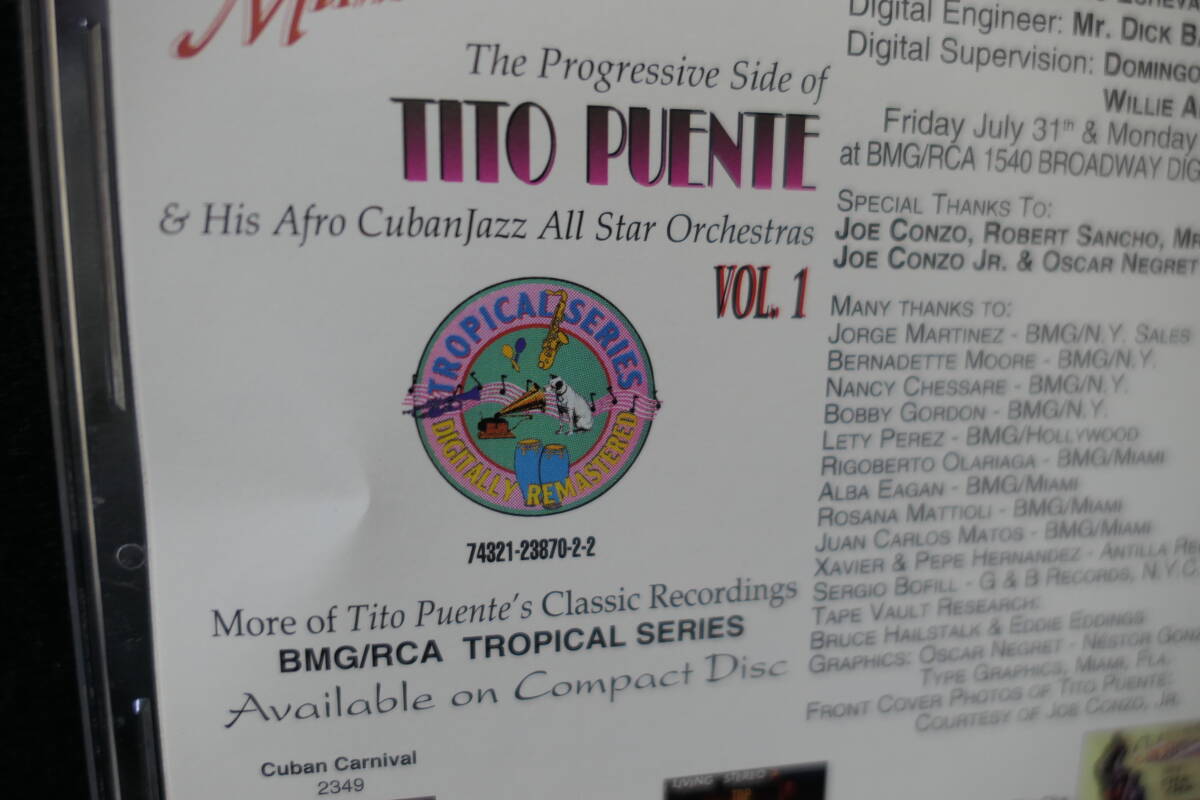 The Progressive Side of
TITO PUENTE
& His Afro CubanJazz All Star Orchestras
VOL. 1
TROPICAL SERIES
DIGITALLY REMASTERED
74321-23870-2-2
More of Tito Puente's Classic Recordings
BMG/RCA TROPICAL SERIES
Available on Compact Disc
Cuban Carnival
2349
LIVING STEREO
Digital Engineer: MR. DICK
Digital Supervision: DOMINGO
WILLIE
Friday July 31th & Monday
at BMG/RCA 1540 BROADWAY
SPECIAL THANKS TO:
JOE CONZO, ROBERT SANCHO,
JOE CONZO JR. & OSCAR NEGRET
MANY THANKS TO:
JORGE MARTINEZ - BMG/N.Y. SALES
BERNADETTE MOORE - BMG/N.Y.
NANCY CHESSARE - BMG/N.Y.
BOBBY GORDON - BMG/N.Y.
LETY PEREZ - BMG/HOLLYWOOD
RIGOBERTO OLARIAGA - BMG/MIAMI
ALBA EAGAN - BMG/MIAMI
ROSANA MATTIOLI - BMG/MIAMI
JUAN CARLOS MATOS - BMG/MIAMI
XAVIER & PEPE HERNANDEZ - ANTILLA
SERGIO BOFILL - G & B RECORDS, N.Y.C.
TAPE VAULT RESEARCH:
BRUCE HAILSTALK & EDDIE EDDINGS
GRAPHICS: OSCAR NEGRET - NESTOR
TYPE GRAPHICS, MIAMI, FLA.
FRONT COVER PHOTOS OF TITO PUENTE:
COURTESY OF JOE CONZO, JR.